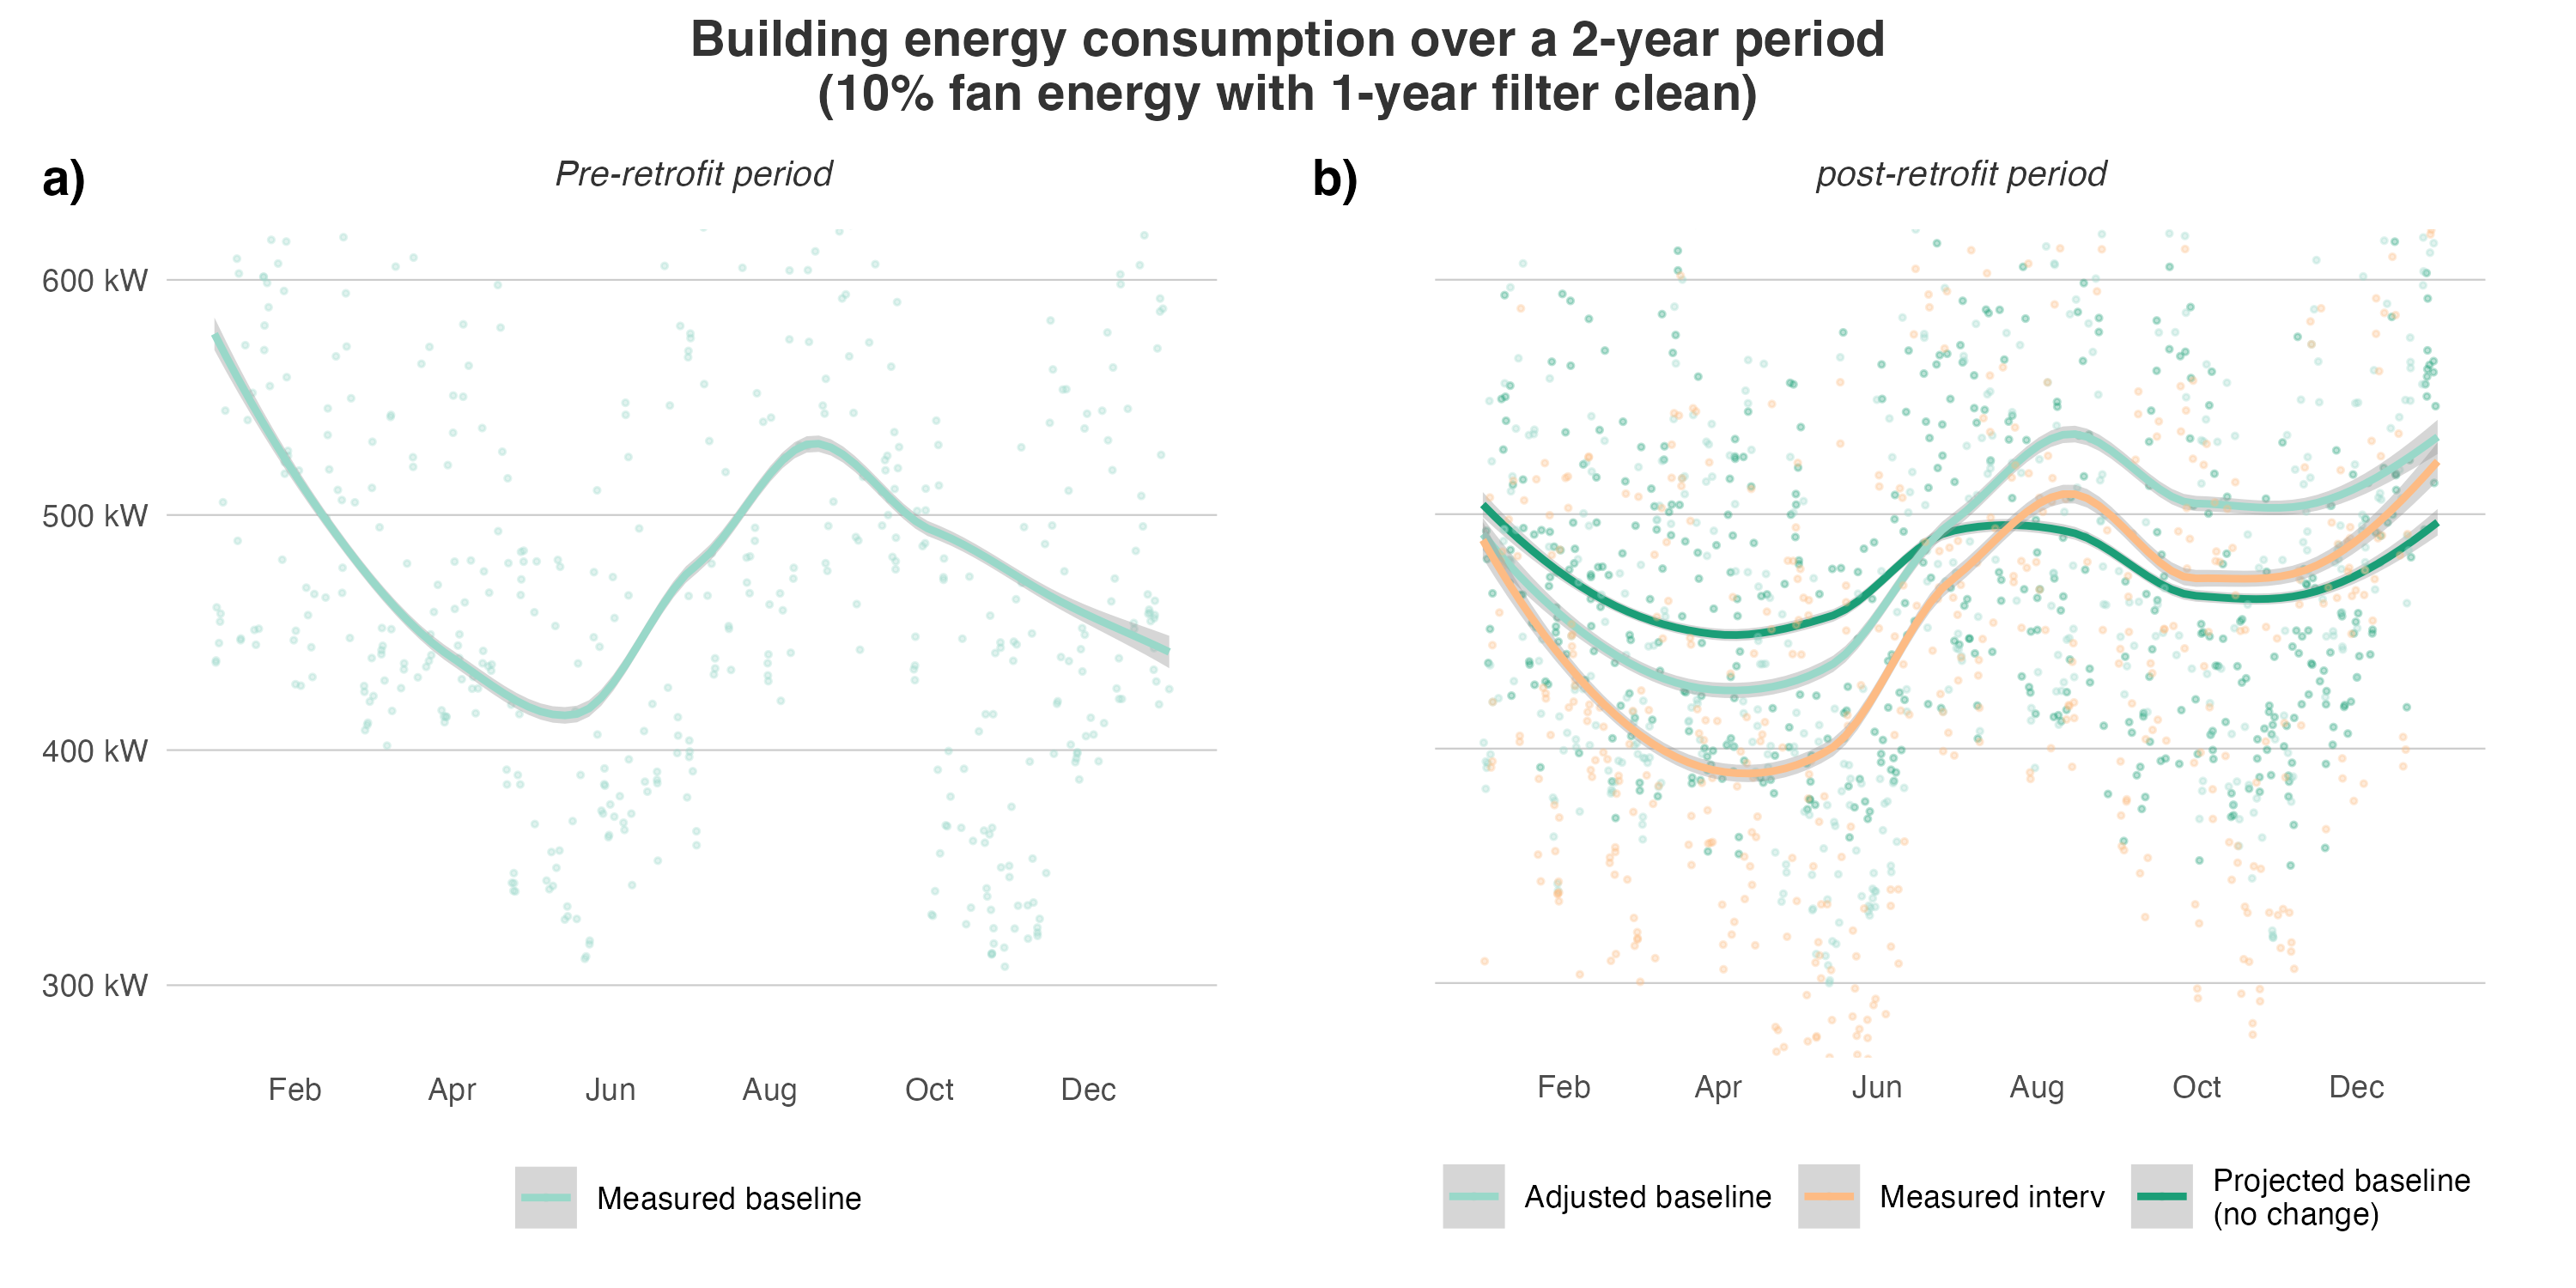 Building energy consumption over a 2-year period
(10% fan energy with 1-year filter clean)
a)
Pre-retrofit period
600 kW
500 kW
400 kW
300 kW
Feb Apr Jun Aug Oct Dec
Measured baseline
b)
post-retrofit period
Feb Apr Jun Aug Oct Dec
Adjusted baseline
Measured interv
Projected baseline
(no change)